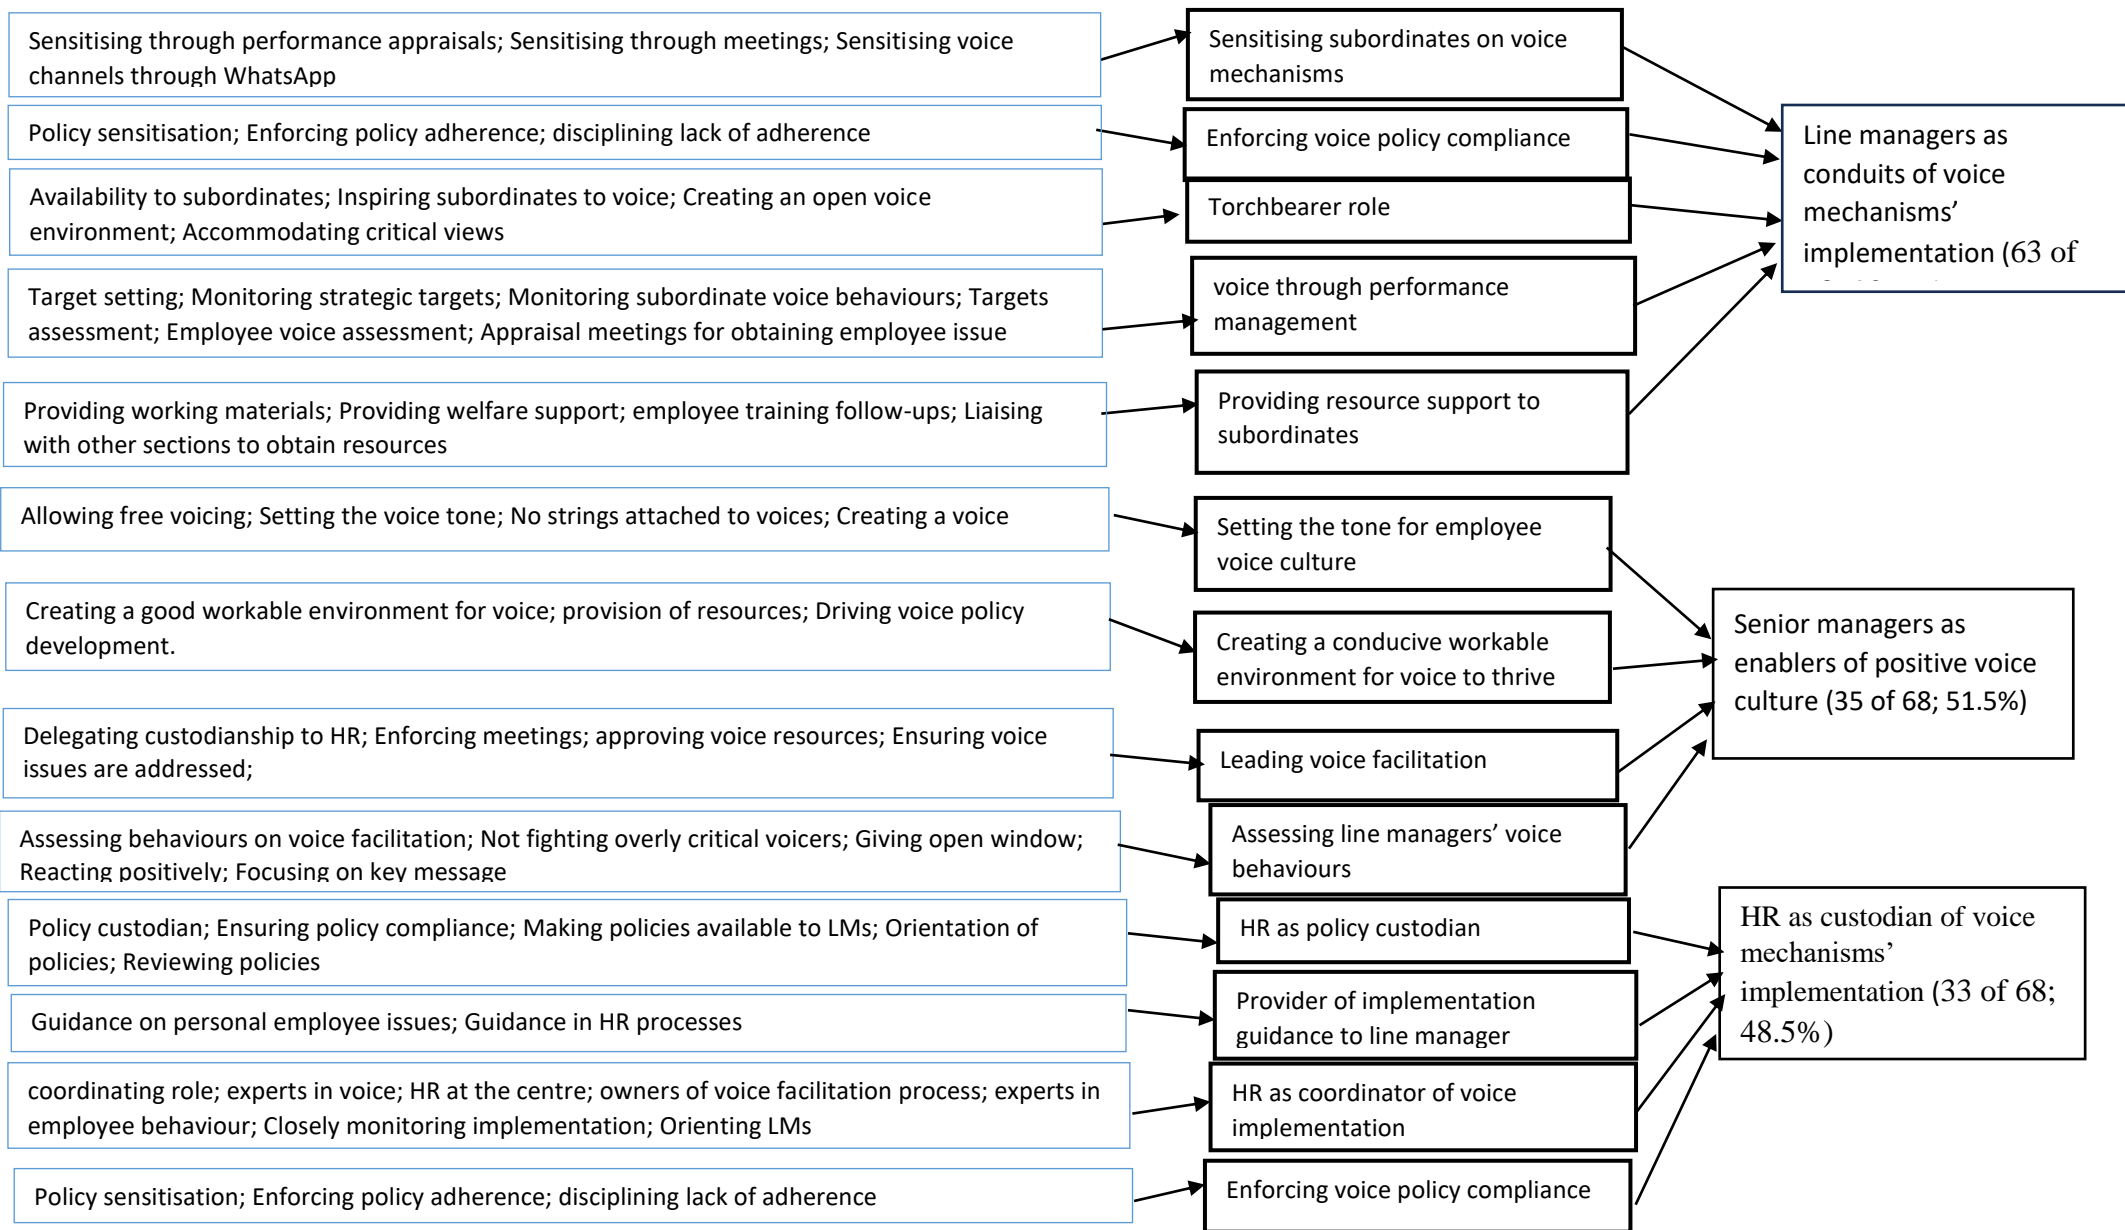 Sensitising through performance appraisals; Sensitising through meetings; Sensitising voice
channels through WhatsApp
Sensitising subordinates on voice
mechanisms
Policy sensitisation; Enforcing policy adherence; disciplining lack of adherence
Enforcing voice policy compliance
Availability to subordinates; Inspiring subordinates to voice; Creating an open voice
environment; Accommodating critical views
Torchbearer role
Target setting; Monitoring strategic targets; Monitoring subordinate voice behaviours; Targets
assessment; Employee voice assessment; Appraisal meetings for obtaining employee issue
voice through performance
management
Providing working materials; Providing welfare support; employee training follow-ups; Liaising
with other sections to obtain resources
Providing resource support to
subordinates
Line managers as
conduits of voice
mechanisms’
implementation (63 of
Allowing free voicing; Setting the voice tone; No strings attached to voices; Creating a voice
Setting the tone for employee
voice culture
Creating a good workable environment for voice; provision of resources; Driving voice policy
development.
Creating a conducive workable
environment for voice to thrive
Delegating custodianship to HR; Enforcing meetings; approving voice resources; Ensuring voice
issues are addressed;
Leading voice facilitation
Assessing behaviours on voice facilitation; Not fighting overly critical voicers; Giving open window;
Reacting positively; Focusing on key message
Assessing line managers’ voice
behaviours
Senior managers as
enablers of positive voice
culture (35 of 68; 51.5%)
Policy custodian; Ensuring policy compliance; Making policies available to LMs; Orientation of
policies; Reviewing policies
HR as policy custodian
Guidance on personal employee issues; Guidance in HR processes
Provider of implementation
guidance to line manager
coordinating role; experts in voice; HR at the centre; owners of voice facilitation process; experts in
employee behaviour; Closely monitoring implementation; Orienting LMs
HR as coordinator of voice
implementation
Policy sensitisation; Enforcing policy adherence; disciplining lack of adherence
Enforcing voice policy compliance
HR as custodian of voice
mechanisms’
implementation (33 of 68;
48.5%)